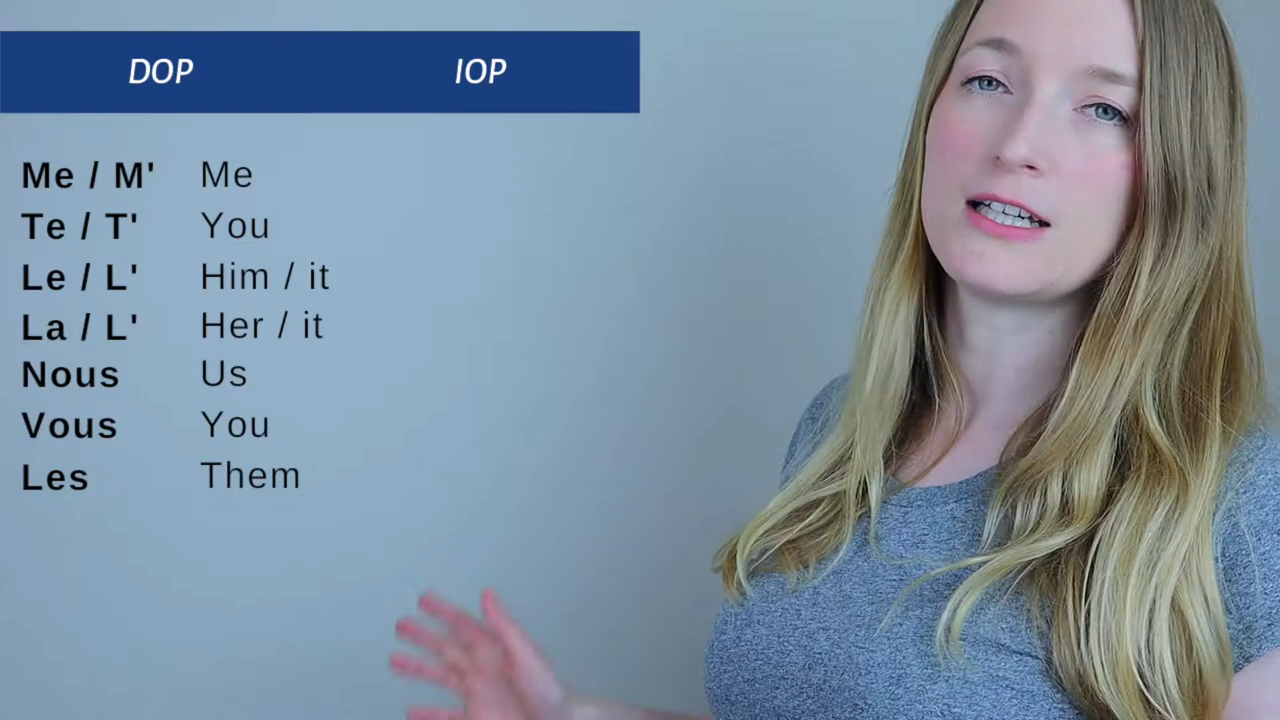 DOP IOP
Me / M' Me
Te / T' You
Le / L' Him / it
La / L' Her / it
Nous Us
Vous You
Les Them